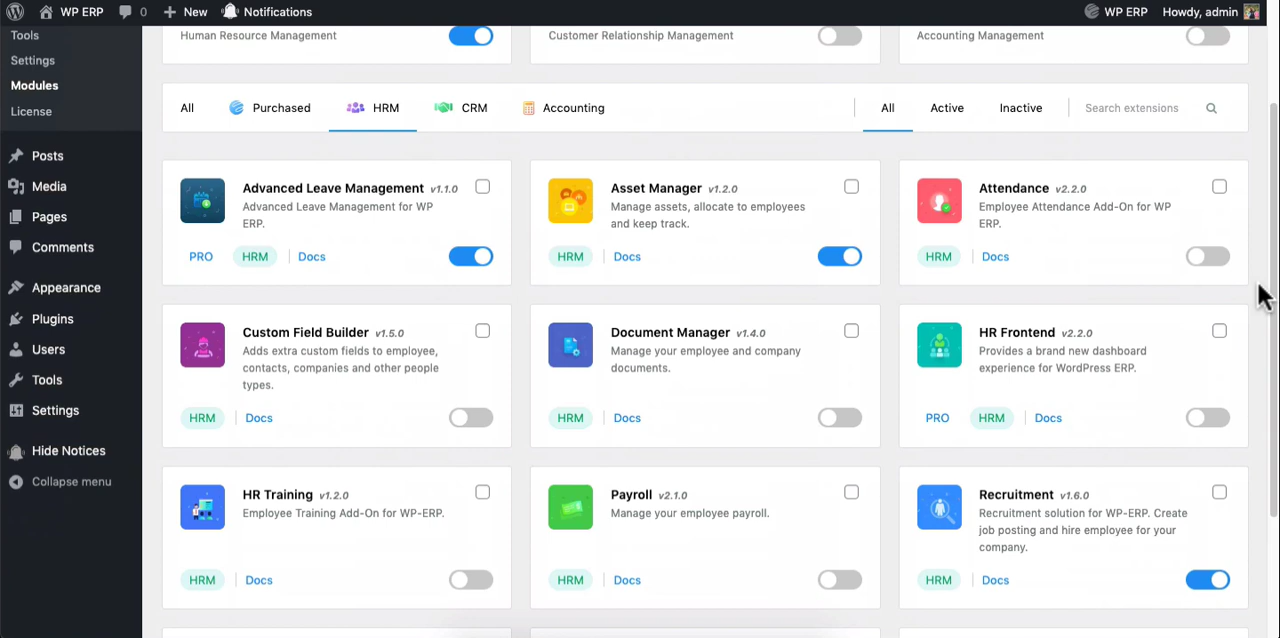 WP ERP 0 New Notifications WP ERP Howdy, admin
Tools
Settings
Modules
License
Posts
Media
Pages
Comments
Appearance
Plugins
Users
Tools
Settings
Hide Notices
Collapse menu
Human Resource Management
Customer Relationship Management
Accounting Management
All Purchased HRM CRM Accounting All Active Inactive Search extensions
Advanced Leave Management v1.1.0
Advanced Leave Management for WP
ERP.
PRO HRM Docs
Asset Manager v1.2.0
Manage assets, allocate to employees
and keep track.
HRM Docs
Attendance v2.2.0
Employee Attendance Add-On for WP
ERP.
HRM Docs
Custom Field Builder v1.5.0
Adds extra custom fields to employee,
contacts, companies and other people
types.
HRM Docs
Document Manager v1.4.0
Manage your employee and company
documents.
HRM Docs
HR Frontend v2.2.0
Provides a brand new dashboard
experience for WordPress ERP.
PRO HRM Docs
HR Training v1.2.0
Employee Training Add-On for WP-ERP.
HRM Docs
Payroll v2.1.0
Manage your employee payroll.
HRM Docs
Recruitment v1.6.0
Recruitment solution for WP-ERP. Create
job posting and hire employee for your
company.
HRM Docs